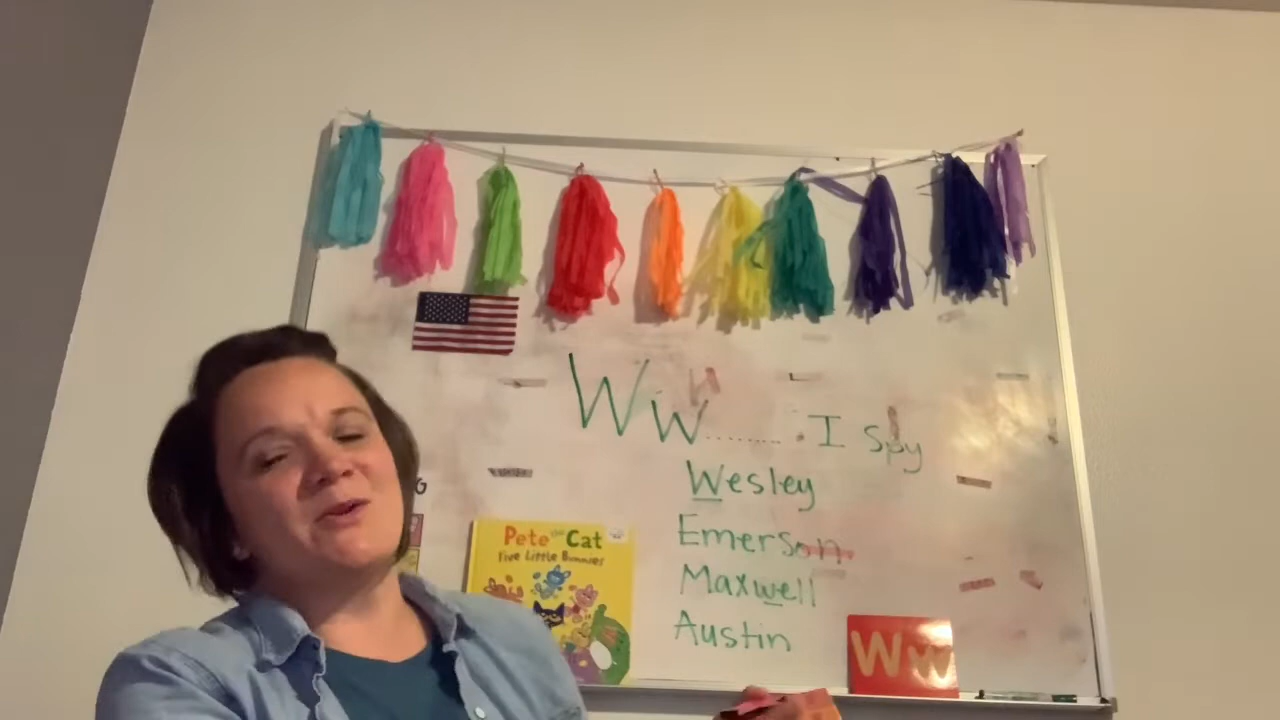 Ww........ I spy
Wesley
Emerson
Maxwell
Austin
Pete the Cat
Five Little Bunnies
Ww